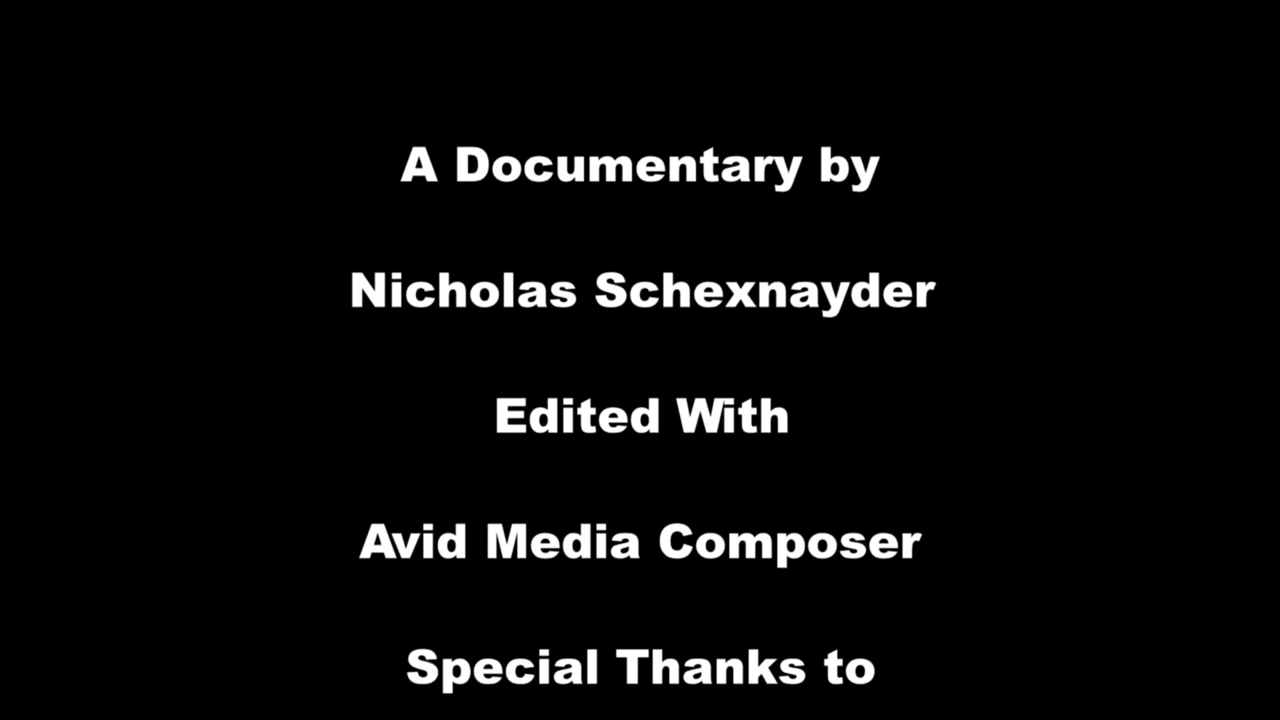 A Documentary by
Nicholas Schexnayder
Edited With
Avid Media Composer
Special Thanks to